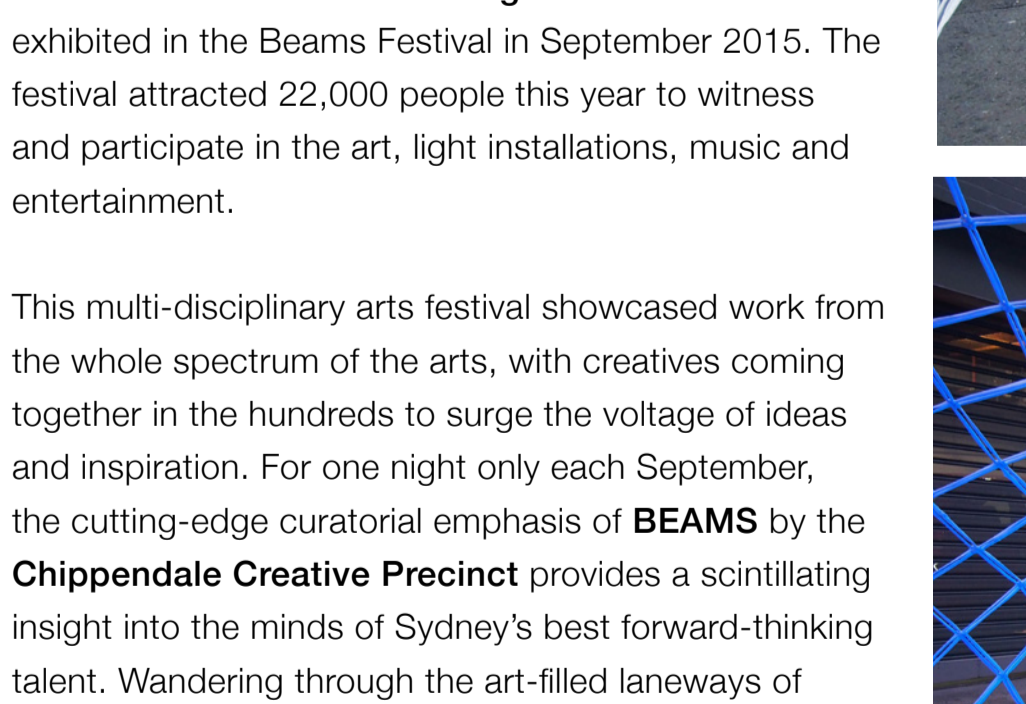 exhibited in the Beams Festival in September 2015. The
festival attracted 22,000 people this year to witness
and participate in the art, light installations, music and
entertainment.
This multi-disciplinary arts festival showcased work from
the whole spectrum of the arts, with creatives coming
together in the hundreds to surge the voltage of ideas
and inspiration. For one night only each September,
the cutting-edge curatorial emphasis of BEAMS by the
Chippendale Creative Precinct provides a scintillating
insight into the minds of Sydney’s best forward-thinking
talent. Wandering through the art-filled laneways of